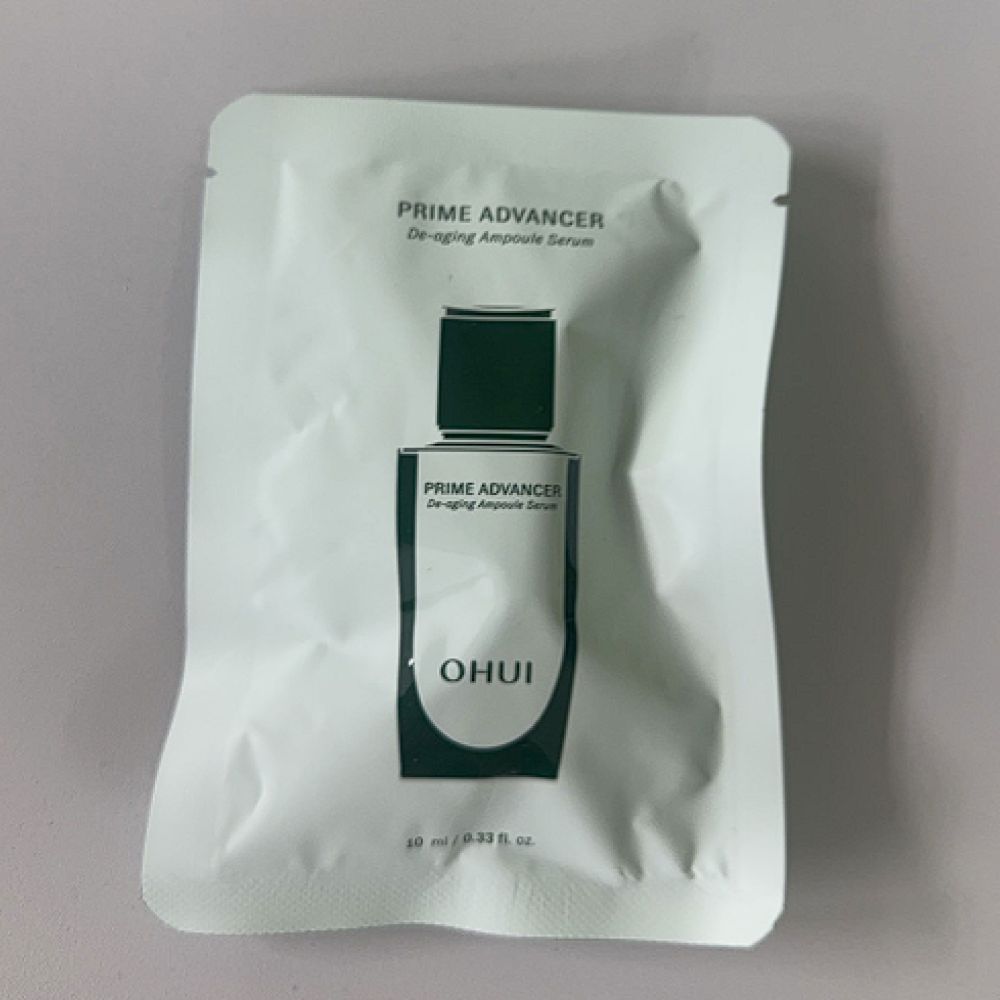 PRIME ADVANCER
De-aging Ampoule Serum
PRIME ADVANCER
De-aging Ampoule Serum
OHUI
10 ml / 0.33 fl. oz.